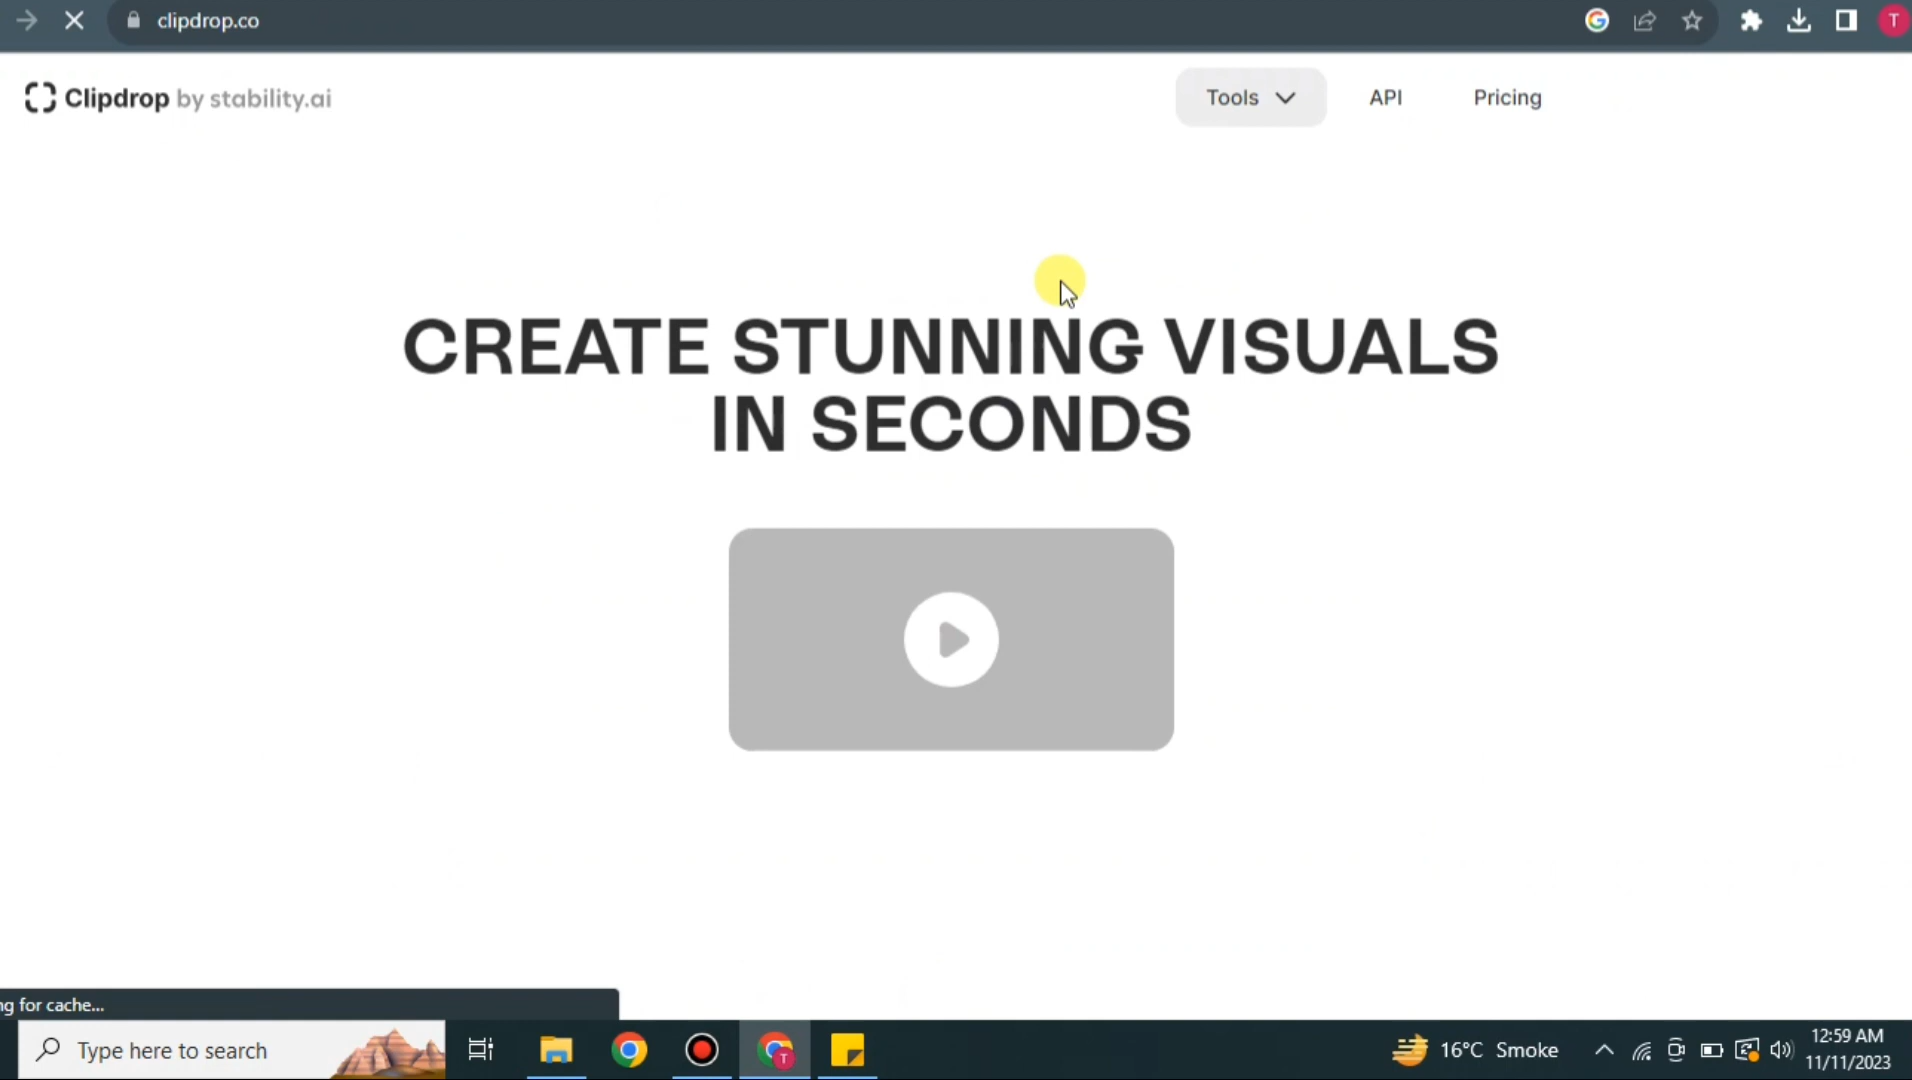 clipdrop.co
T
Clipdrop by stability.ai
Tools
API
Pricing
CREATE STUNNING VISUALS
IN SECONDS
ng for cache...
Type here to search
T
16°C Smoke
12:59 AM
11/11/2023